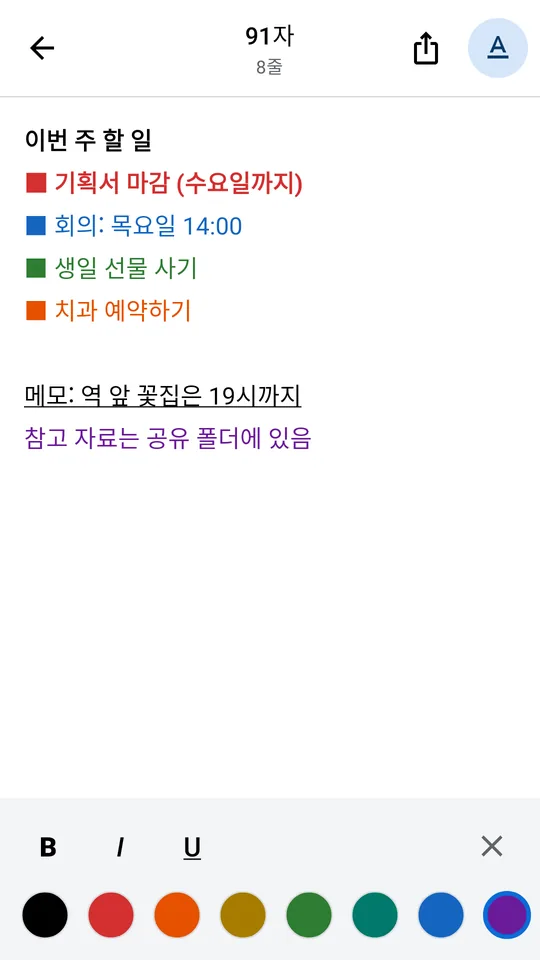 91자
8줄
A
이번 주 할 일
■ 기획서 마감 (수요일까지)
■ 회의: 목요일 14:00
■ 생일 선물 사기
■ 치과 예약하기
메모: 역 앞 꽃집은 19시까지
참고 자료는 공유 폴더에 있음
B I U